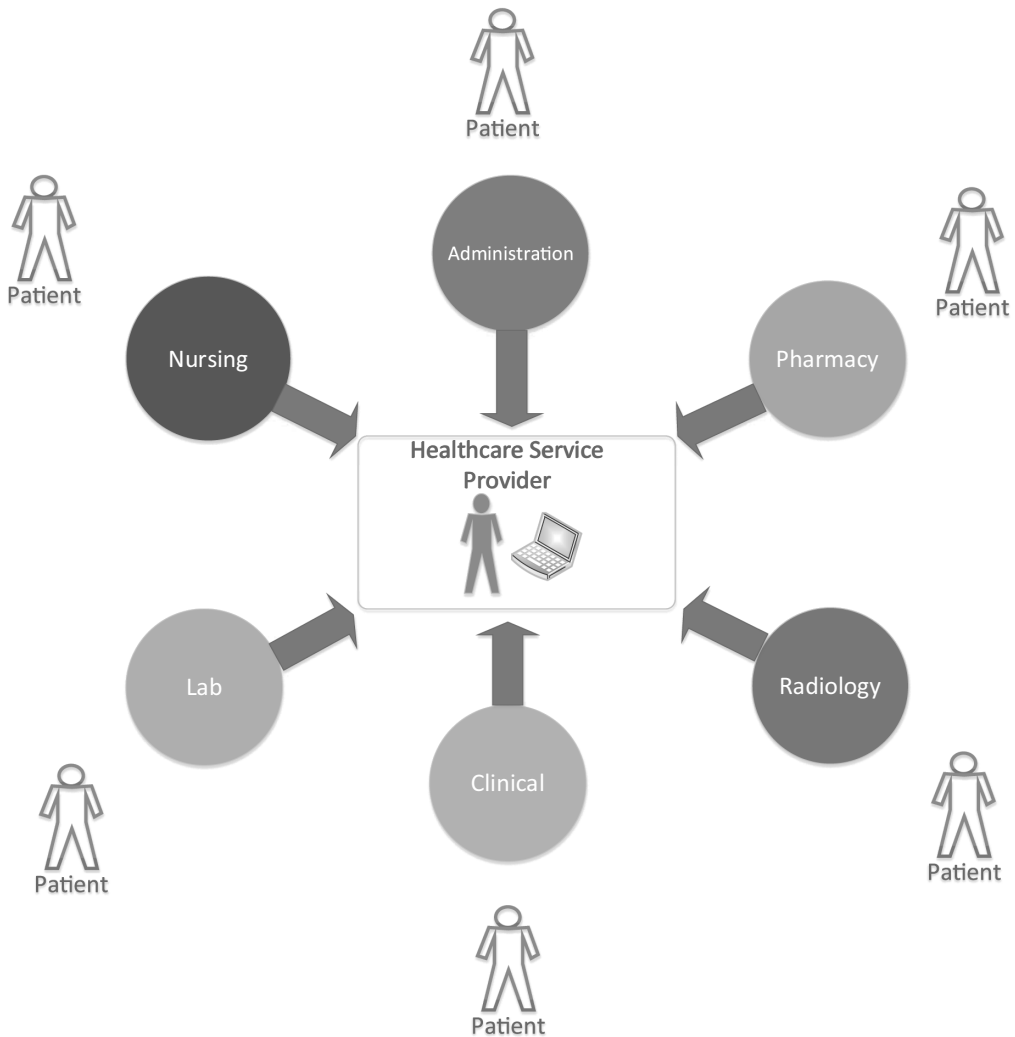 Patient
Patient
Patient
Administration
Nursing
Pharmacy
Healthcare Service
Provider
Lab
Radiology
Clinical
Patient
Patient
Patient